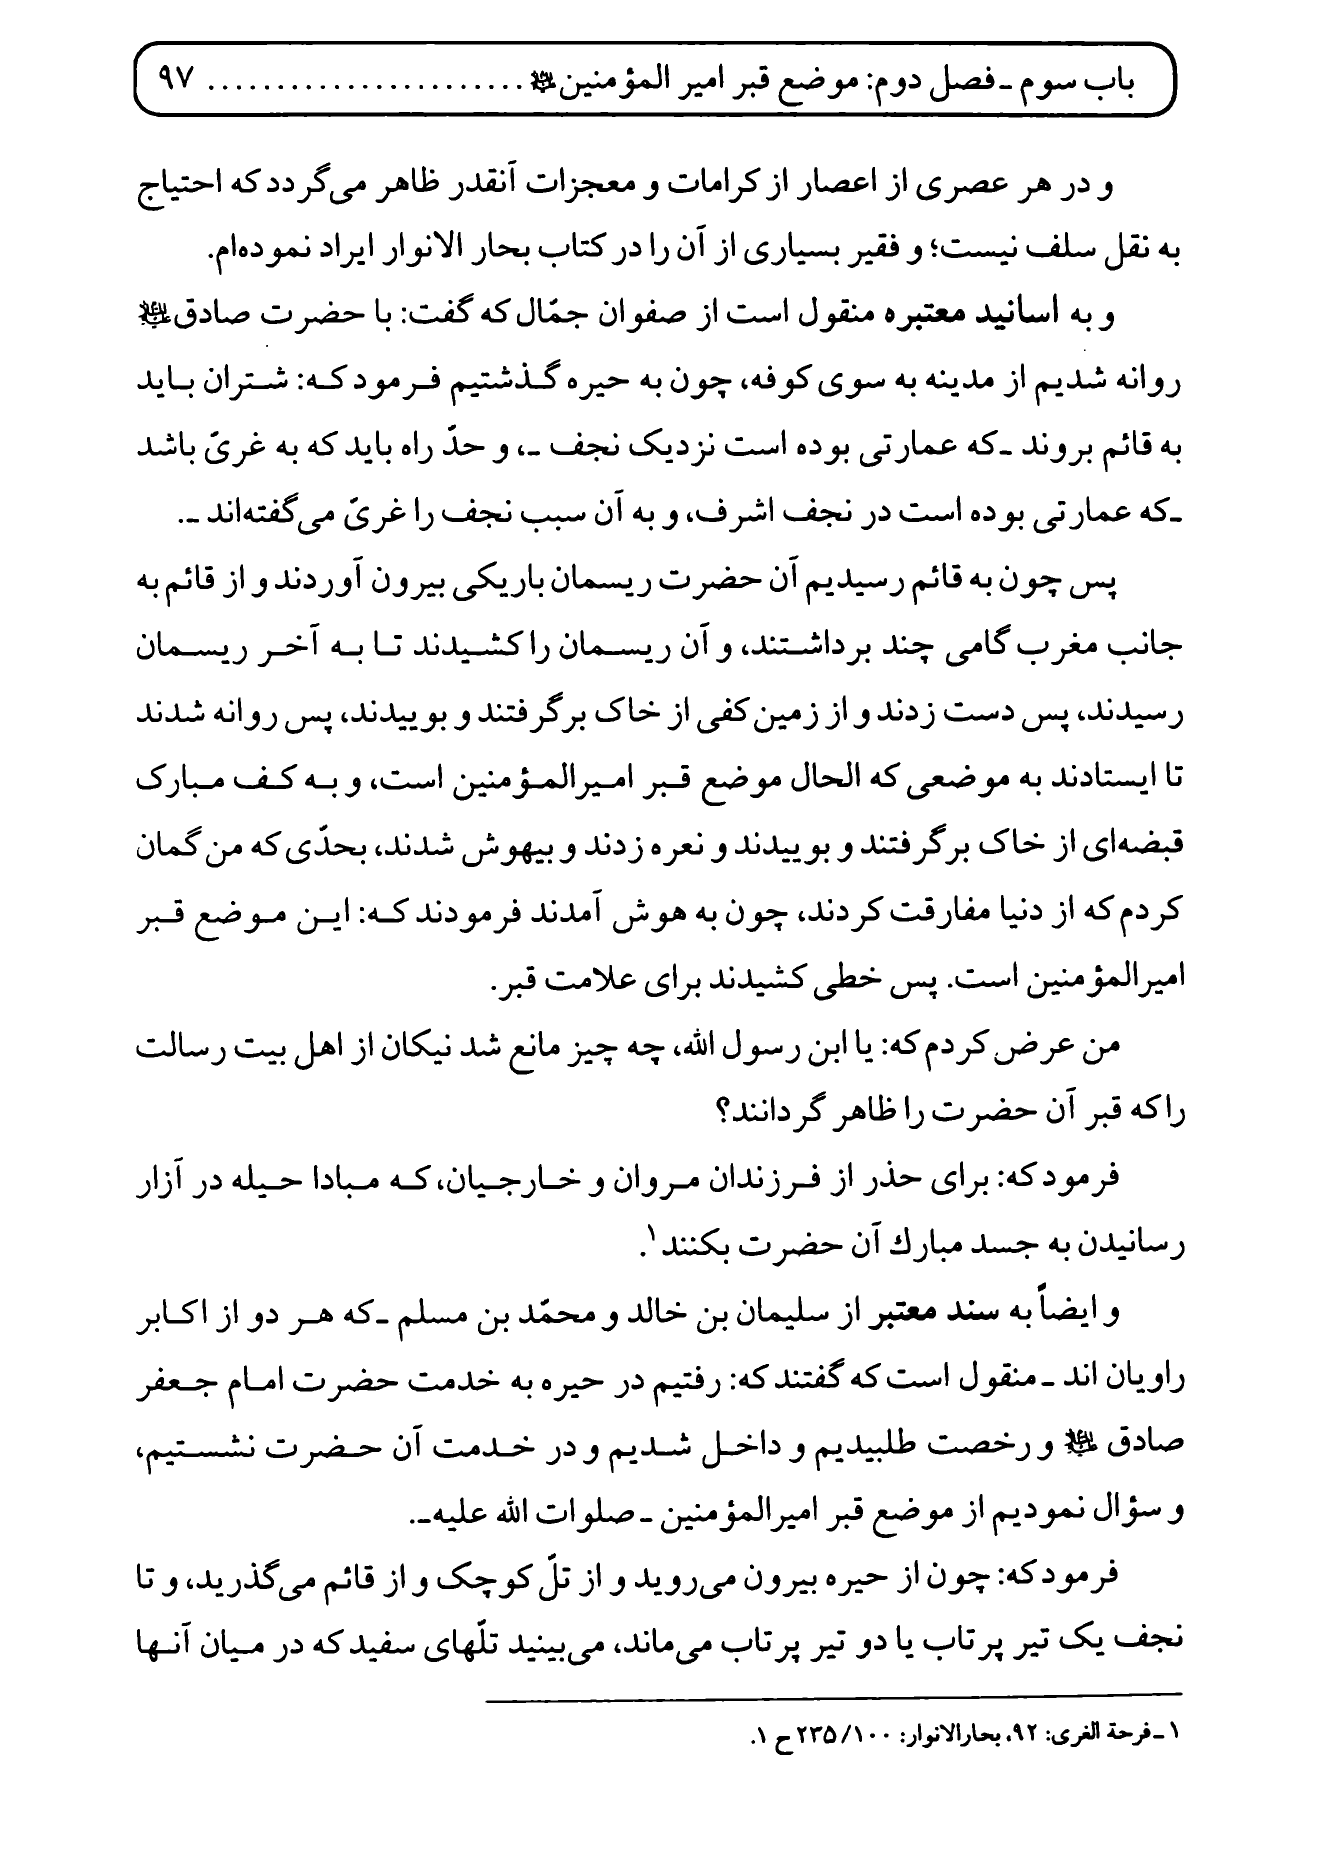 باب سوم ـ فصل دوم: موضع قبر امیر المؤمنین﵇ ........................ ۹۷
و در هر عصری از اعصار از کرامات و معجزات آنقدر ظاهر می‌گردد که احتیاج
به نقل سلف نیست؛ و فقیر بسیاری از آن را در کتاب بحار الانوار ایراد نموده‌ام.
و به اسانید معتبره منقول است از صفوان جمّال که گفت: با حضرت صادق﵇
روانه شدیم از مدینه به سوی کوفه، چون به حیره گذشتیم فرمود که: شتران باید
به قائم بروند ـ که عمارتی بوده است نزدیک نجف ـ، و حدّ راه باید که به غریّ باشد
ـ که عمارتی بوده است در نجف اشرف، و به آن سبب نجف را غریّ می‌گفته‌اند ـ.
پس چون به قائم رسیدیم آن حضرت ریسمان باریکی بیرون آوردند و از قائم به
جانب مغرب گامی چند برداشتند، و آن ریسمان را کشیدند تا به آخر ریسمان
رسیدند، پس دست زدند و از زمین کفی از خاک برگرفتند و بوییدند، پس روانه شدند
تا ایستادند به موضعی که الحال موضع قبر امیرالمؤمنین است، و به کف مبارک
قبضه‌ای از خاک برگرفتند و بوییدند و نعره زدند و بیهوش شدند، بحدّی که من گمان
کردم که از دنیا مفارقت کردند، چون به هوش آمدند فرمودند که: این موضع قبر
امیرالمؤمنین است. پس خطی کشیدند برای علامت قبر.
من عرض کردم که: یا ابن رسول الله، چه چیز مانع شد نیکان از اهل بیت رسالت
را که قبر آن حضرت را ظاهر گردانند؟
فرمود که: برای حذر از فرزندان مروان و خارجیان، که مبادا حیله در آزار
رسانیدن به جسد مبارك آن حضرت بکنند۱.
و ایضاً به سند معتبر از سلیمان بن خالد و محمّد بن مسلم ـ که هر دو از اکابر
راویان اند ـ منقول است که گفتند که: رفتیم در حیره به خدمت حضرت امام جعفر
صادق ﵇ و رخصت طلبیدیم و داخل شدیم و در خدمت آن حضرت نشستیم،
و سؤال نمودیم از موضع قبر امیرالمؤمنین ـ صلوات الله علیه ـ.
فرمود که: چون از حیره بیرون می‌روید و از تلّ کوچک و از قائم می‌گذرید، و تا
نجف یک تیر پرتاب یا دو تیر پرتاب می‌ماند، می‌بینید تلّهای سفید که در میان آنها
۱ ـ فرحة الغری: ۹۲، بحارالانوار: ۲۳۵/۱۰۰ ح ۱.